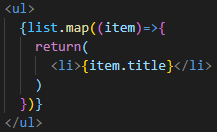 <ul>
  {list.map((item)=>{
    return(
      <li>{item.title}</li>
    )
  })}
</ul>